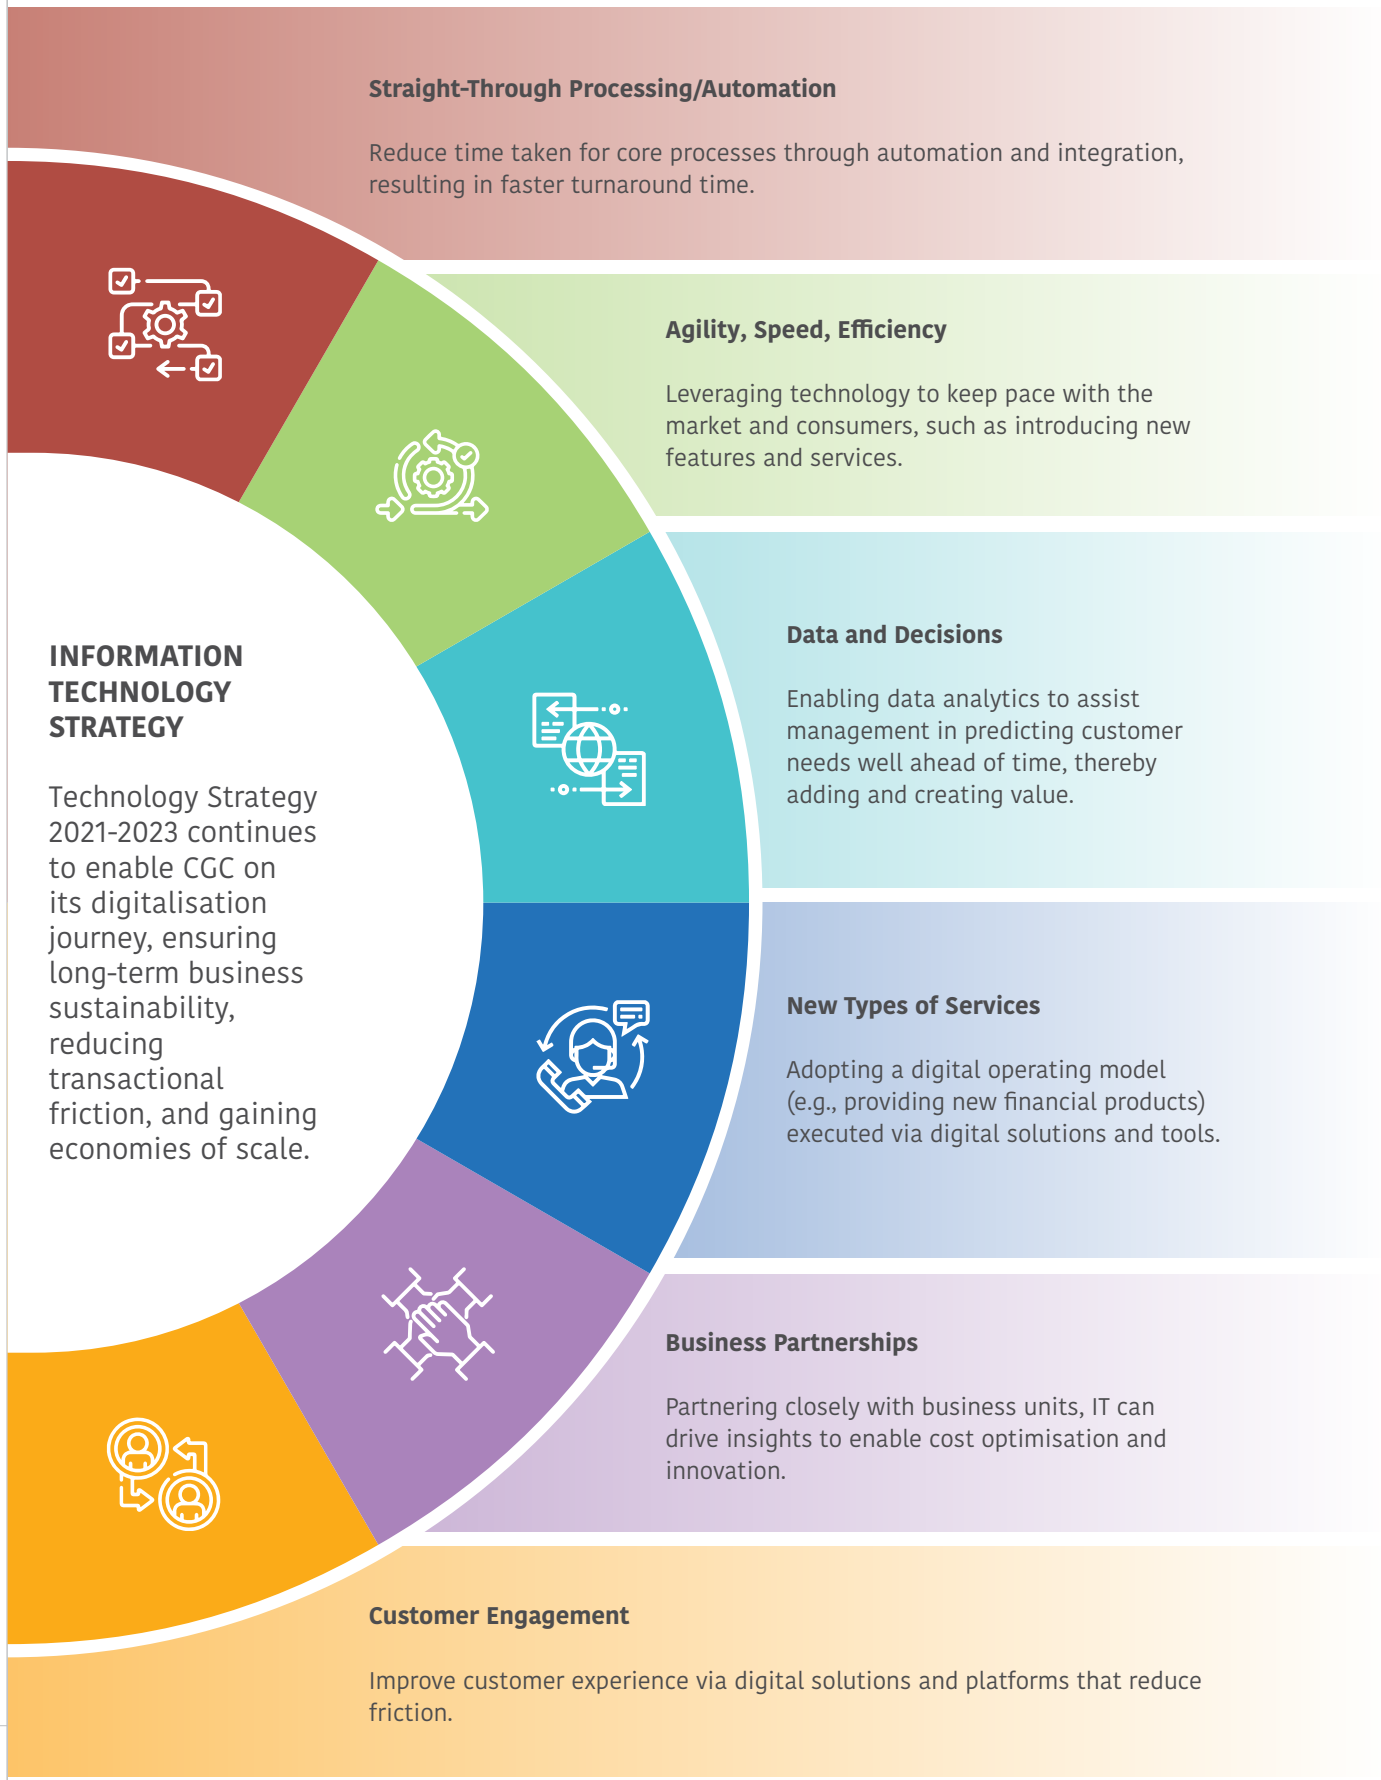 Straight-Through Processing/Automation
Reduce time taken for core processes through automation and integration,
resulting in faster turnaround time.
Agility, Speed, Efficiency
Leveraging technology to keep pace with the
market and consumers, such as introducing new
features and services.
INFORMATION
TECHNOLOGY
STRATEGY
Technology Strategy
2021-2023 continues
to enable CGC on
its digitalisation
journey, ensuring
long-term business
sustainability,
reducing
transactional
friction, and gaining
economies of scale.
Data and Decisions
Enabling data analytics to assist
management in predicting customer
needs well ahead of time, thereby
adding and creating value.
New Types of Services
Adopting a digital operating model
(e.g., providing new financial products)
executed via digital solutions and tools.
Business Partnerships
Partnering closely with business units, IT can
drive insights to enable cost optimisation and
innovation.
Customer Engagement
Improve customer experience via digital solutions and platforms that reduce
friction.